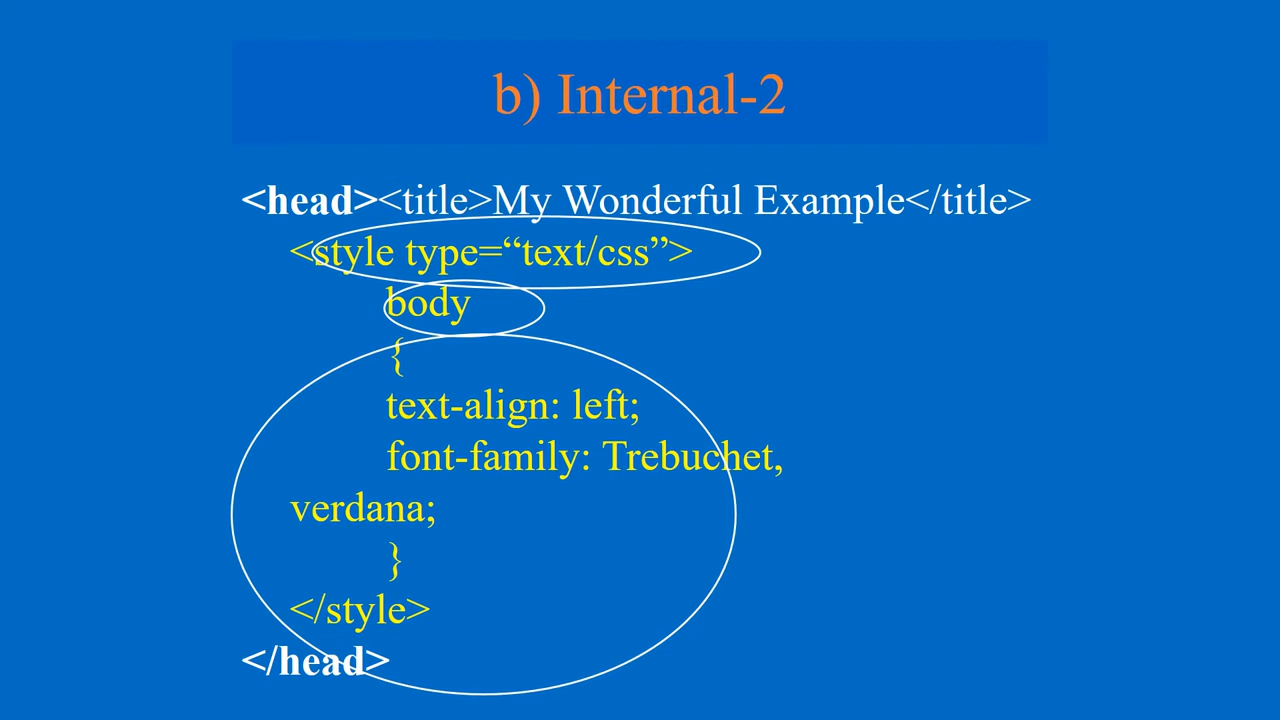 b) Internal-2
<head><title>My Wonderful Example</title>
<style type=“text/css”>
body
{
text-align: left;
font-family: Trebuchet,
verdana;
}
</style>
</head>